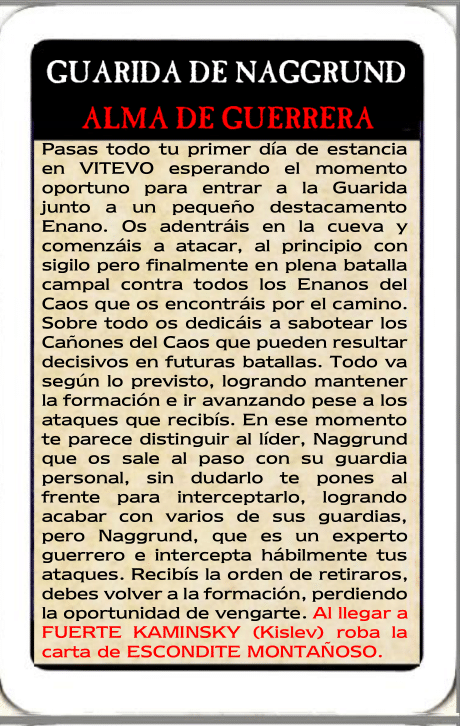 GUARIDA DE NAGGRUND
ALMA DE GUERRERA
Pasas todo tu primer día de estancia
en VITEVO esperando el momento
oportuno para entrar a la Guarida
junto a un pequeño destacamento
Enano. Os adentráis en la cueva y
comenzáis a atacar, al principio con
sigilo pero finalmente en plena batalla
campal contra todos los Enanos del
Caos que os encontráis por el camino.
Sobre todo os dedicáis a sabotear los
Cañones del Caos que pueden resultar
decisivos en futuras batallas. Todo va
según lo previsto, logrando mantener
la formación e ir avanzando pese a los
ataques que recibís. En ese momento
te parece distinguir al líder, Naggrund
que os sale al paso con su guardia
personal, sin dudarlo te pones al
frente para interceptarlo, logrando
acabar con varios de sus guardias,
pero Naggrund, que es un experto
guerrero e intercepta hábilmente tus
ataques. Recibís la orden de retiraros,
debes volver a la formación, perdiendo
la oportunidad de vengarte. Al llegar a
FUERTE KAMINSKY (Kislev) roba la
carta de ESCONDITE MONTAÑOSO.